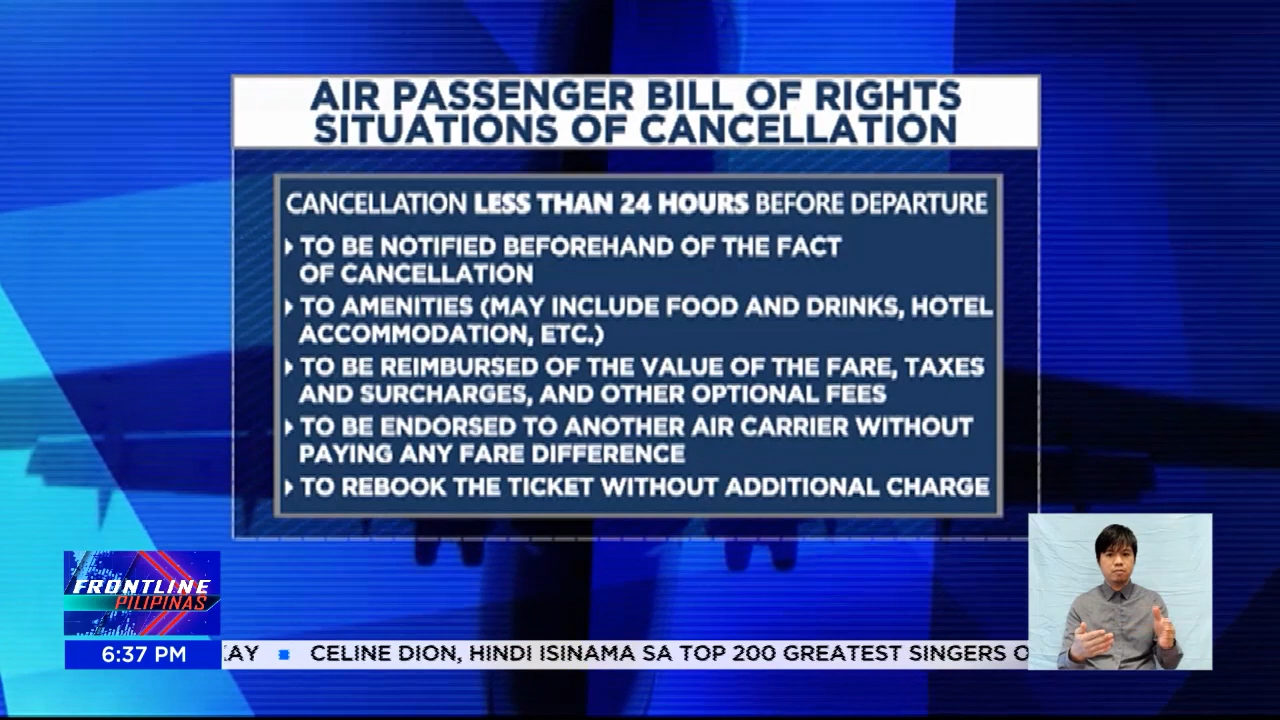 AIR PASSENGER BILL OF RIGHTS
SITUATIONS OF CANCELLATION
CANCELLATION LESS THAN 24 HOURS BEFORE DEPARTURE
TO BE NOTIFIED BEFOREHAND OF THE FACT
OF CANCELLATION
TO AMENITIES (MAY INCLUDE FOOD AND DRINKS, HOTEL
ACCOMMODATION, ETC.)
TO BE REIMBURSED OF THE VALUE OF THE FARE, TAXES
AND SURCHARGES, AND OTHER OPTIONAL FEES
TO BE ENDORSED TO ANOTHER AIR CARRIER WITHOUT
PAYING ANY FARE DIFFERENCE
TO REBOOK THE TICKET WITHOUT ADDITIONAL CHARGE
FRONTLINE
PILIPINAS
6:37 PM
AY ▪ CELINE DION, HINDI ISINAMA SA TOP 200 GREATEST SINGERS O